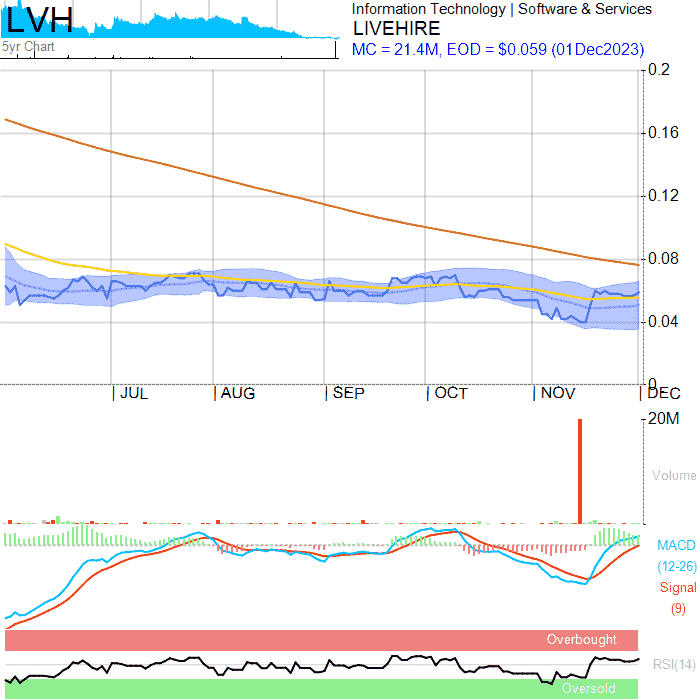 LVH
5yr Chart
Information Technology | Software & Services
LIVEHIRE
MC = 21.4M, EOD = $0.059 (01Dec2023)
0.2
0.16
0.12
0.08
0.04
0
| JUL | AUG | SEP | OCT | NOV | DEC
20M
Volume
MACD
(12-26)
Signal
(9)
Overbought
RSI(14)
Oversold